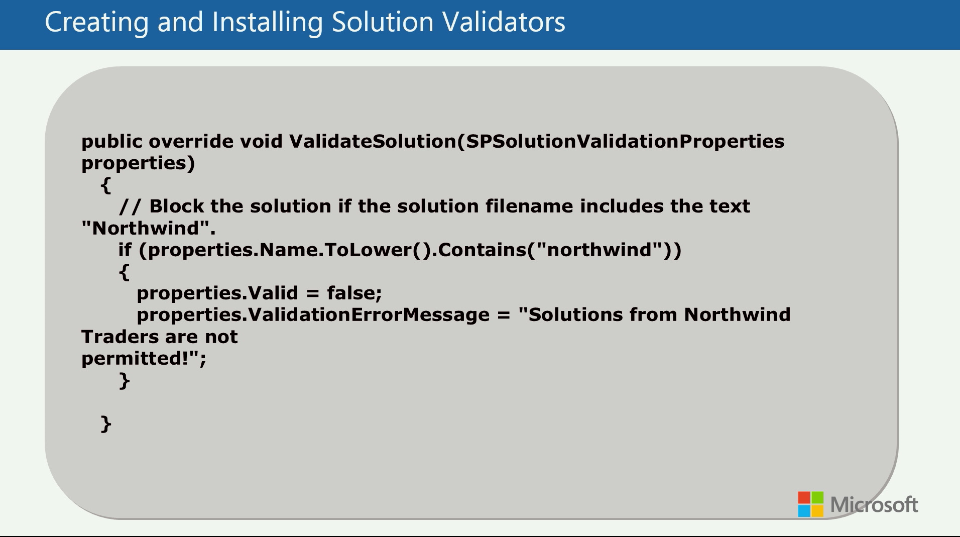 Creating and Installing Solution Validators
public override void ValidateSolution(SPSolutionValidationProperties
properties)
{
// Block the solution if the solution filename includes the text
"Northwind".
if (properties.Name.ToLower().Contains("northwind"))
{
properties.Valid = false;
properties.ValidationErrorMessage = "Solutions from Northwind
Traders are not
permitted!";
}
}
Microsoft